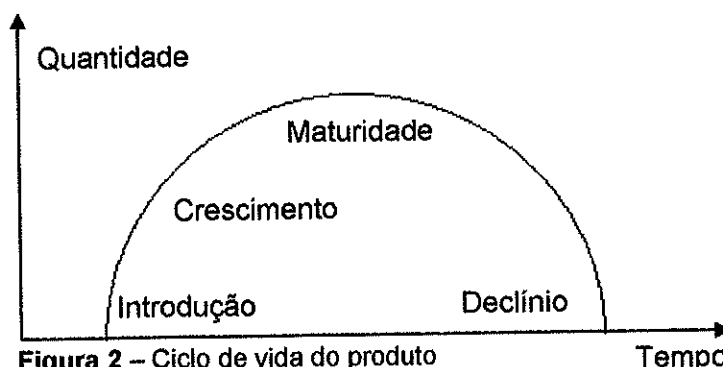 Quantidade
Maturidade
Crescimento
Introdução
Declínio
Figura 2 – Ciclo de vida do produto
Tempo